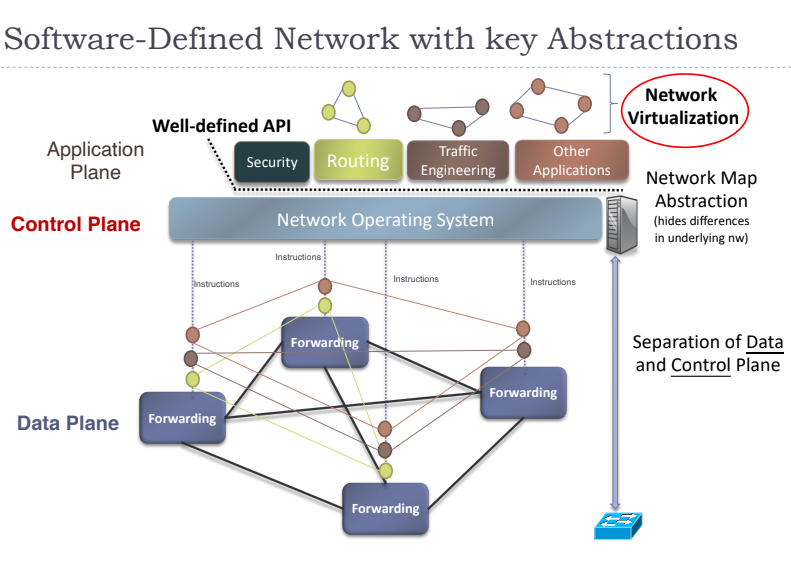 Software-Defined Network with key Abstractions
Network
Virtualization
Well-defined API
Application
Plane
Security
Routing
Traffic
Engineering
Other
Applications
Network Map
Abstraction
(hides differences
in underlying nw)
Control Plane
Network Operating System
Instructions
Instructions
Instructions
Instructions
Forwarding
Separation of Data
and Control Plane
Forwarding
Data Plane
Forwarding
Forwarding